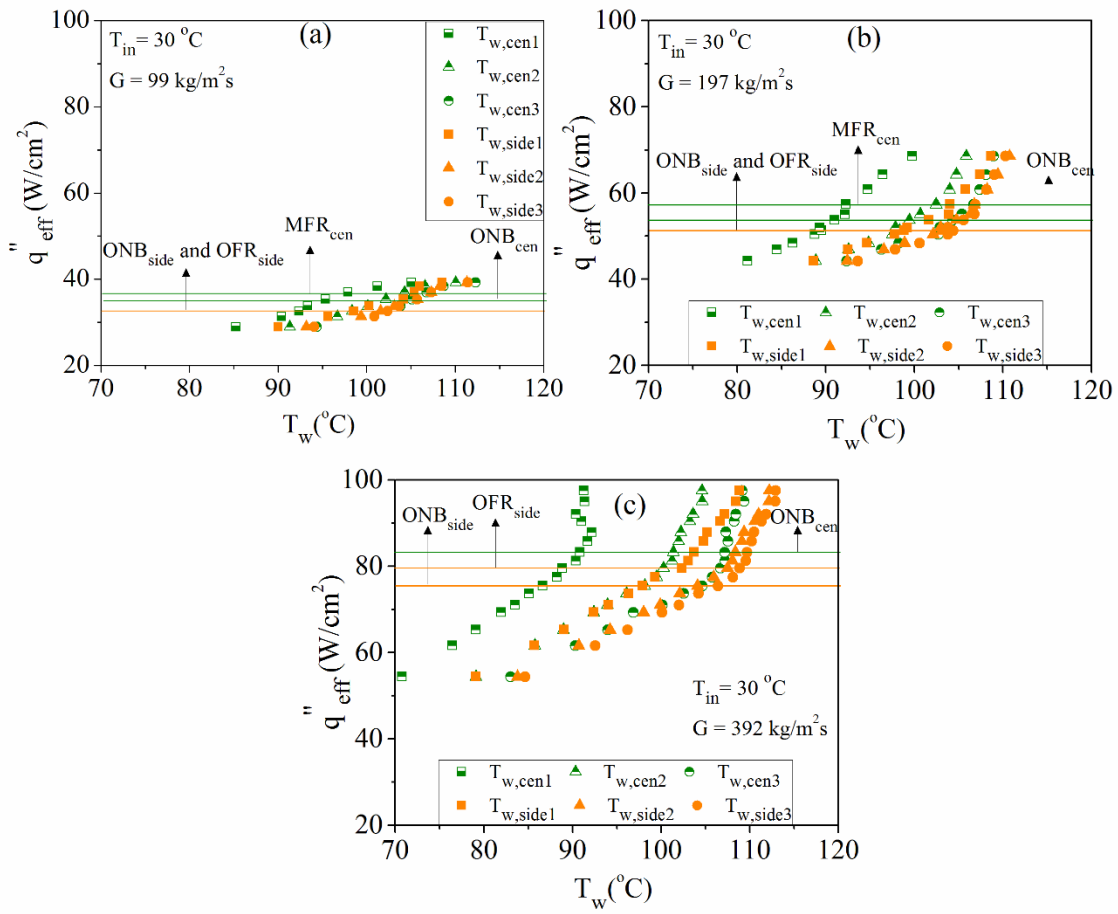 (a)
T_in = 30 °C
G = 99 kg/m²s
T_w,cen1
T_w,cen2
T_w,cen3
T_w,side1
T_w,side2
T_w,side3
ONB_side and OFR_side
MFR_cen
ONB_cen
q''_eff (W/cm²)
100
80
60
40
20
70 80 90 100 110 120
T_w(°C)
(b)
T_in = 30 °C
G = 197 kg/m²s
MFR_cen
ONB_side and OFR_side
ONB_cen
T_w,cen1 T_w,cen2 T_w,cen3
T_w,side1 T_w,side2 T_w,side3
q''_eff (W/cm²)
100
80
60
40
20
70 80 90 100 110 120
T_w(°C)
(c)
ONB_side
OFR_side
ONB_cen
T_in = 30 °C
G = 392 kg/m²s
T_w,cen1 T_w,cen2 T_w,cen3
T_w,side1 T_w,side2 T_w,side3
q''_eff (W/cm²)
100
80
60
40
20
70 80 90 100 110 120
T_w(°C)